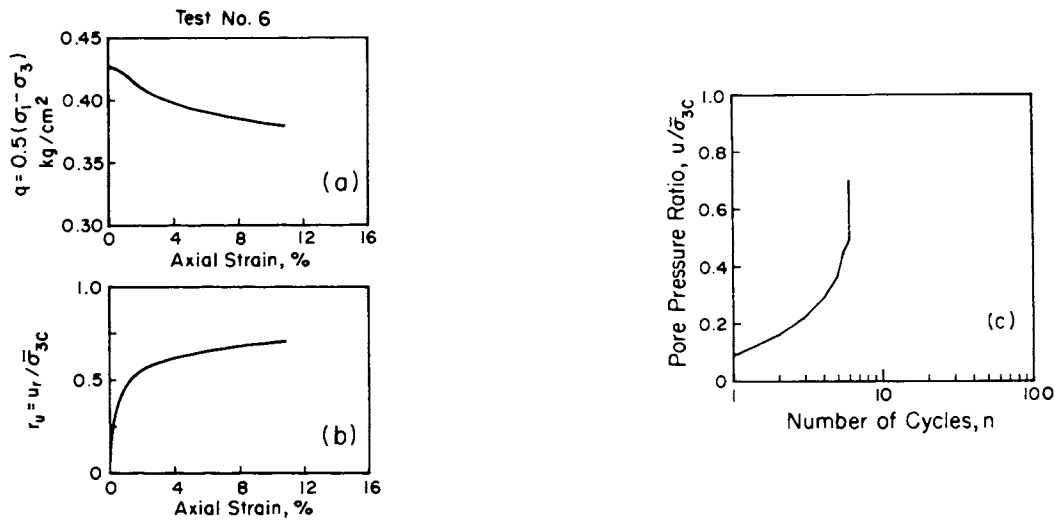 Test No. 6
q = 0.5(σ₁-σ₃)
kg/cm²
0.45
0.40
0.35
0.30
(a)
0 4 8 12 16
Axial Strain, %
rᵤ = uᵣ/σ̄₃C
1.0
0.5
0
(b)
0 4 8 12 16
Axial Strain, %
Pore Pressure Ratio, u/σ̄₃C
1.0
0.8
0.6
0.4
0.2
0
(c)
1 10 100
Number of Cycles, n